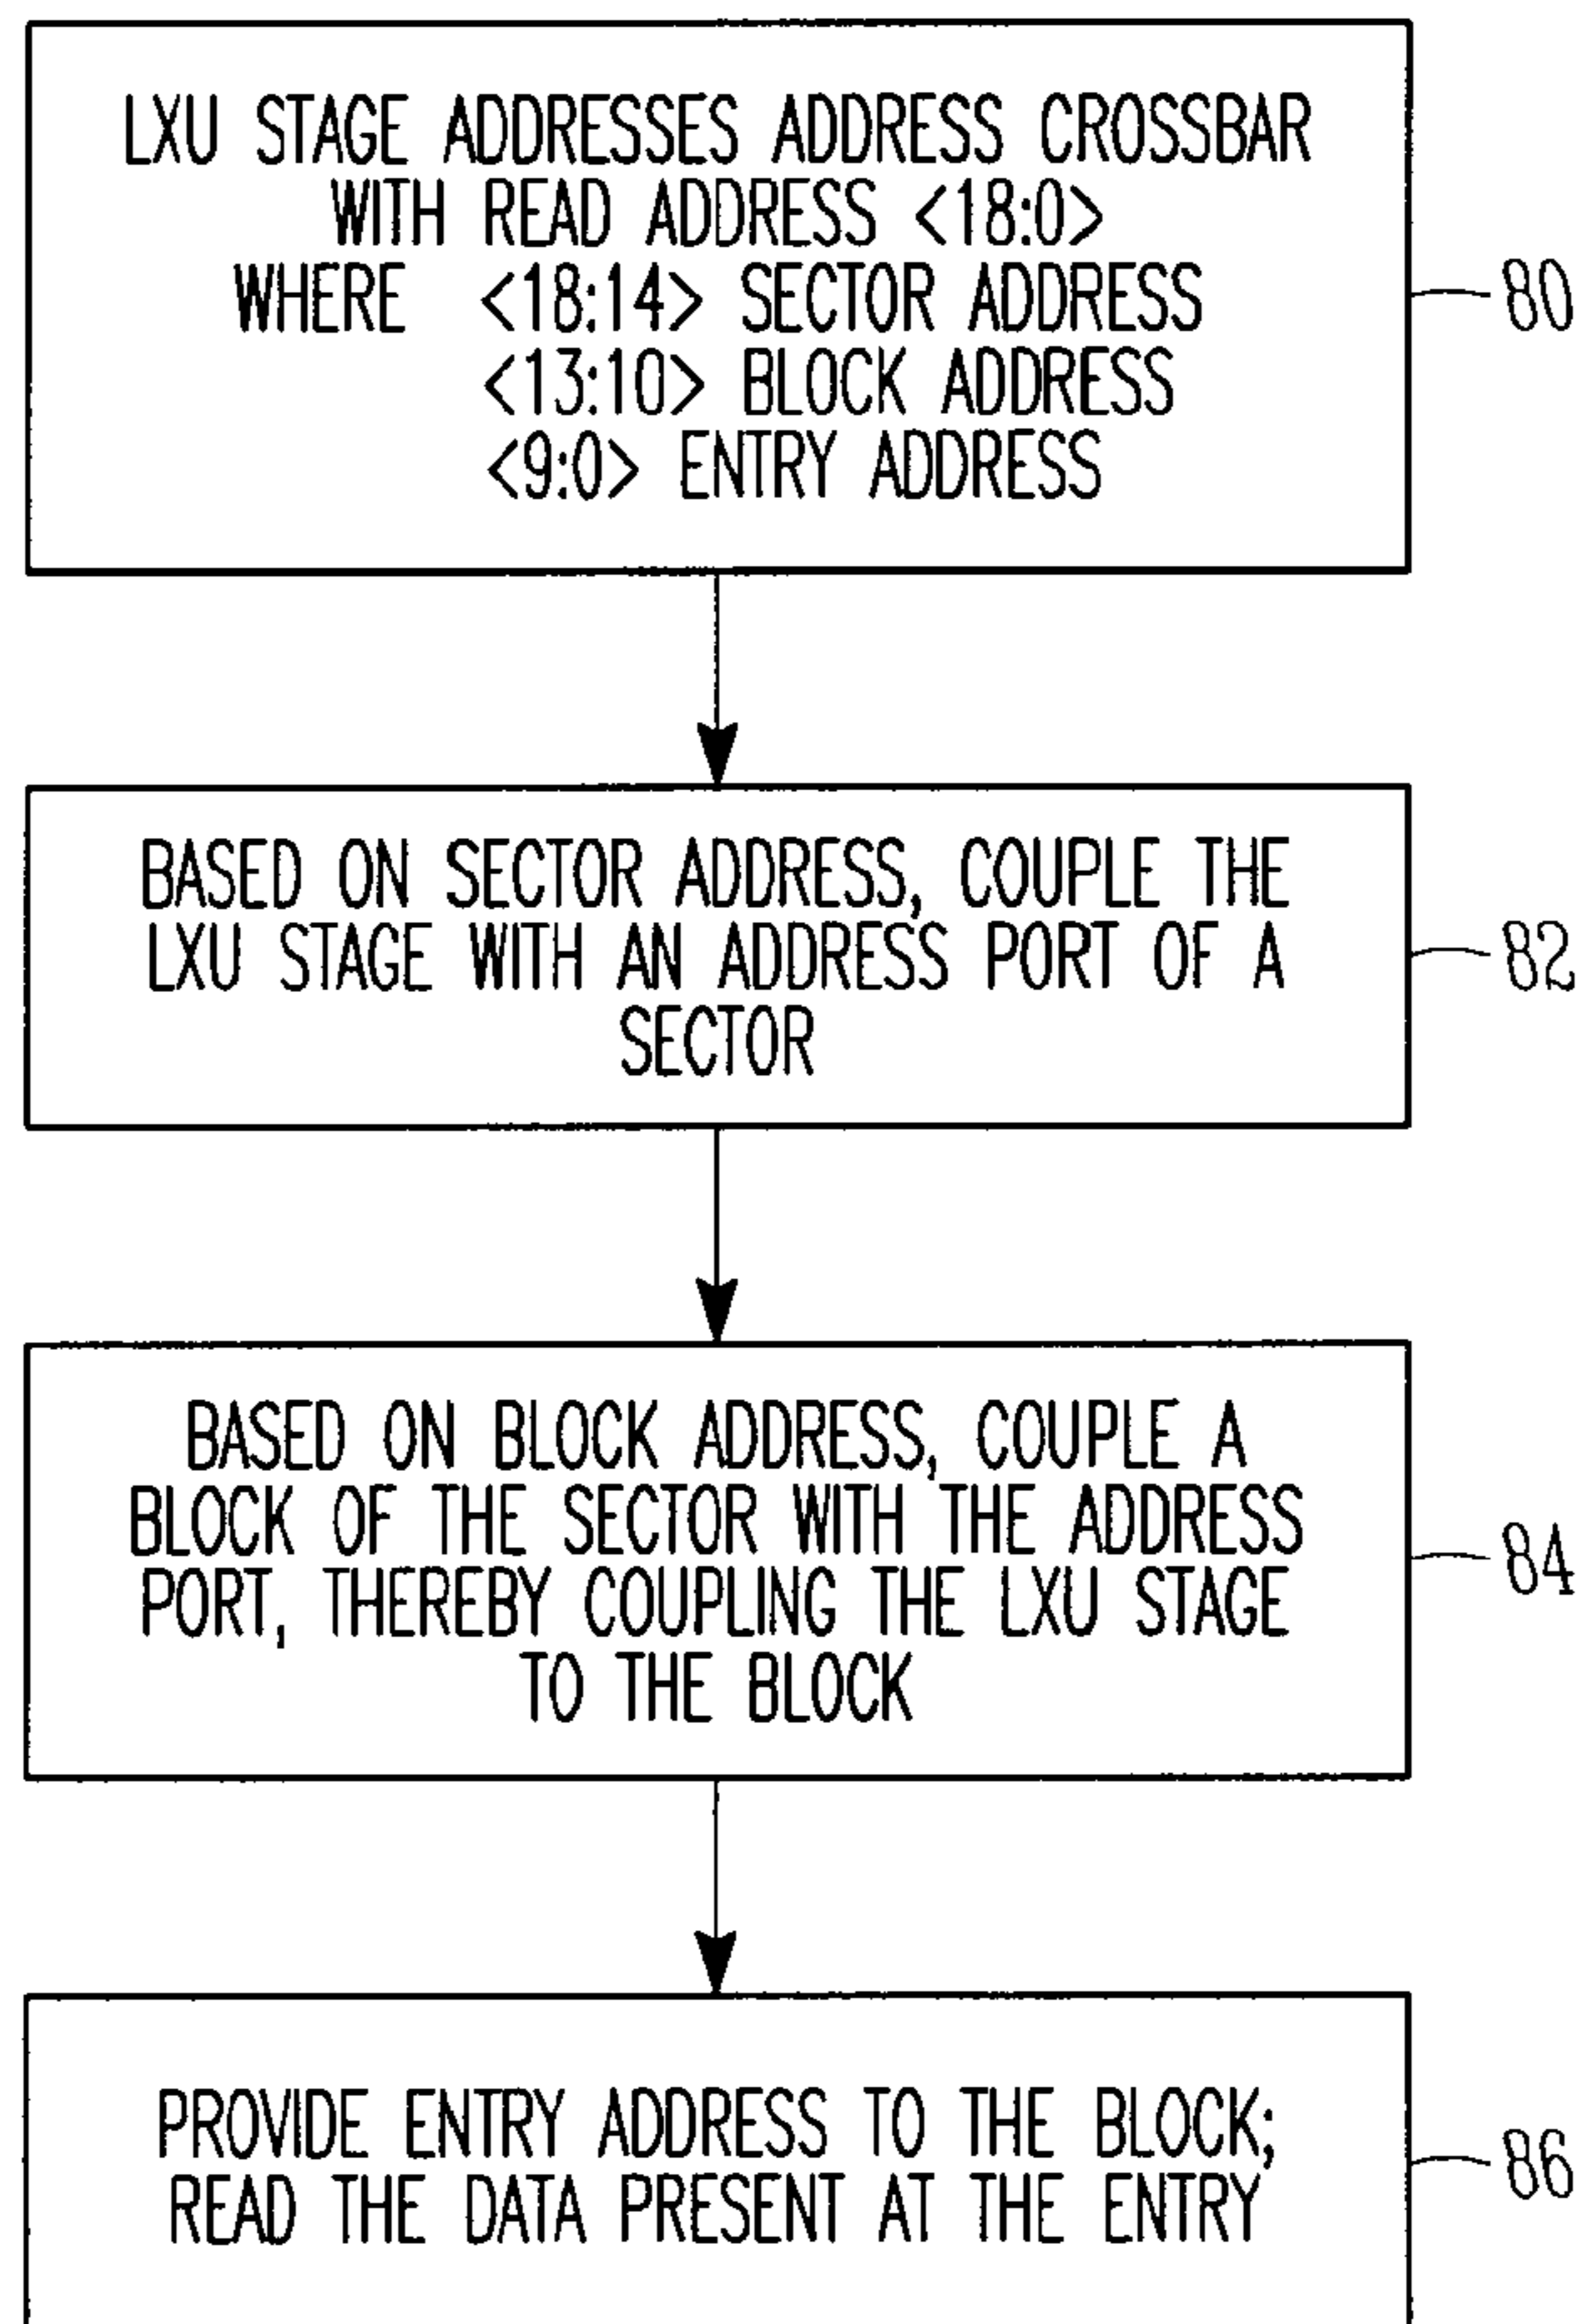 LXU STAGE ADDRESSES ADDRESS CROSSBAR
WITH READ ADDRESS <18:0>
WHERE <18:14> SECTOR ADDRESS
<13:10> BLOCK ADDRESS
<9:0> ENTRY ADDRESS
80
BASED ON SECTOR ADDRESS, COUPLE THE
LXU STAGE WITH AN ADDRESS PORT OF A
SECTOR
82
BASED ON BLOCK ADDRESS, COUPLE A
BLOCK OF THE SECTOR WITH THE ADDRESS
PORT, THEREBY COUPLING THE LXU STAGE
TO THE BLOCK
84
PROVIDE ENTRY ADDRESS TO THE BLOCK;
READ THE DATA PRESENT AT THE ENTRY
86